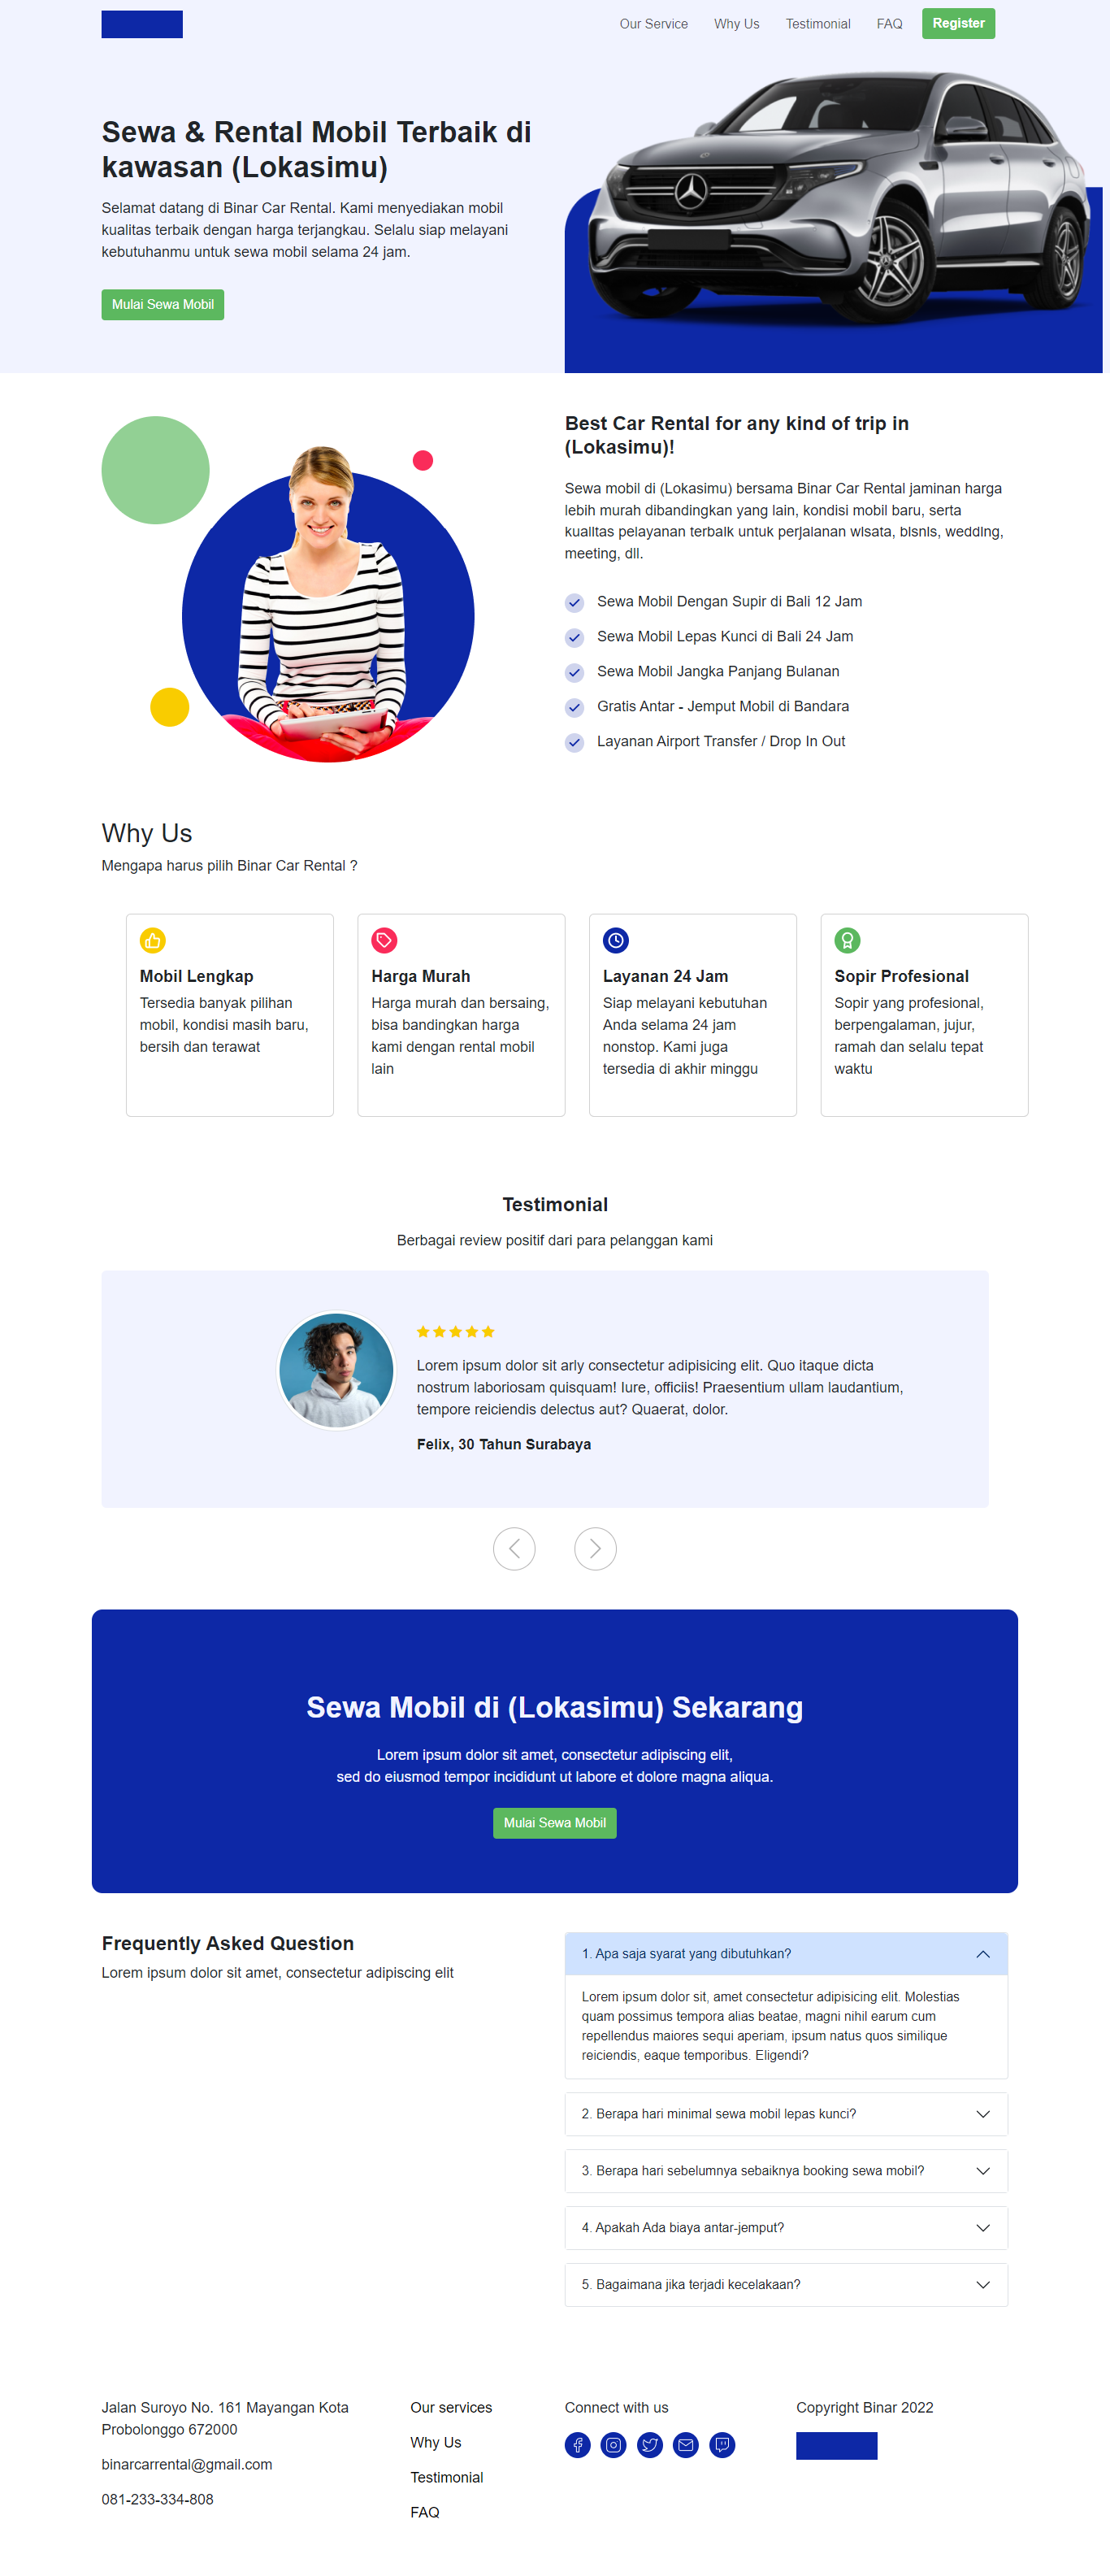 Our Service
Why Us
Testimonial
FAQ
Register
Sewa & Rental Mobil Terbaik di
kawasan (Lokasimu)
Selamat datang di Binar Car Rental. Kami menyediakan mobil
kualitas terbaik dengan harga terjangkau. Selalu siap melayani
kebutuhanmu untuk sewa mobil selama 24 jam.
Mulai Sewa Mobil
Best Car Rental for any kind of trip in
(Lokasimu)!
Sewa mobil di (Lokasimu) bersama Binar Car Rental jaminan harga
lebih murah dibandingkan yang lain, kondisi mobil baru, serta
kualitas pelayanan terbaik untuk perjalanan wisata, bisnis, wedding,
meeting, dll.
Sewa Mobil Dengan Supir di Bali 12 Jam
Sewa Mobil Lepas Kunci di Bali 24 Jam
Sewa Mobil Jangka Panjang Bulanan
Gratis Antar - Jemput Mobil di Bandara
Layanan Airport Transfer / Drop In Out
Why Us
Mengapa harus pilih Binar Car Rental ?
Mobil Lengkap
Tersedia banyak pilihan
mobil, kondisi masih baru,
bersih dan terawat
Harga Murah
Harga murah dan bersaing,
bisa bandingkan harga
kami dengan rental mobil
lain
Layanan 24 Jam
Siap melayani kebutuhan
Anda selama 24 jam
nonstop. Kami juga
tersedia di akhir minggu
Sopir Profesional
Sopir yang profesional,
berpengalaman, jujur,
ramah dan selalu tepat
waktu
Testimonial
Berbagai review positif dari para pelanggan kami
Lorem ipsum dolor sit arly consectetur adipisicing elit. Quo itaque dicta
nostrum laboriosam quisquam! Iure, officiis! Praesentium ullam laudantium,
tempore reiciendis delectus aut? Quaerat, dolor.
Felix, 30 Tahun Surabaya
Sewa Mobil di (Lokasimu) Sekarang
Lorem ipsum dolor sit amet, consectetur adipiscing elit,
sed do eiusmod tempor incididunt ut labore et dolore magna aliqua.
Mulai Sewa Mobil
Frequently Asked Question
Lorem ipsum dolor sit amet, consectetur adipiscing elit
1. Apa saja syarat yang dibutuhkan?
Lorem ipsum dolor sit, amet consectetur adipisicing elit. Molestias
quam possimus tempora alias beatae, magni nihil earum cum
repellendus maiores sequi aperiam, ipsum natus quos similique
reiciendis, eaque temporibus. Eligendi?
2. Berapa hari minimal sewa mobil lepas kunci?
3. Berapa hari sebelumnya sebaiknya booking sewa mobil?
4. Apakah Ada biaya antar-jemput?
5. Bagaimana jika terjadi kecelakaan?
Jalan Suroyo No. 161 Mayangan Kota
Probolonggo 672000
binarcarrental@gmail.com
081-233-334-808
Our services
Why Us
Testimonial
FAQ
Connect with us
Copyright Binar 2022